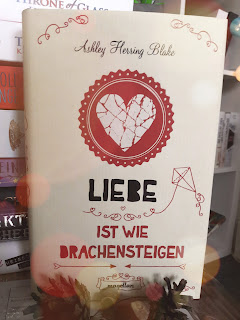 THRONE OF GLASS
Ashley Herring Blake
LIEBE
IST WIE
DRACHENSTEIGEN